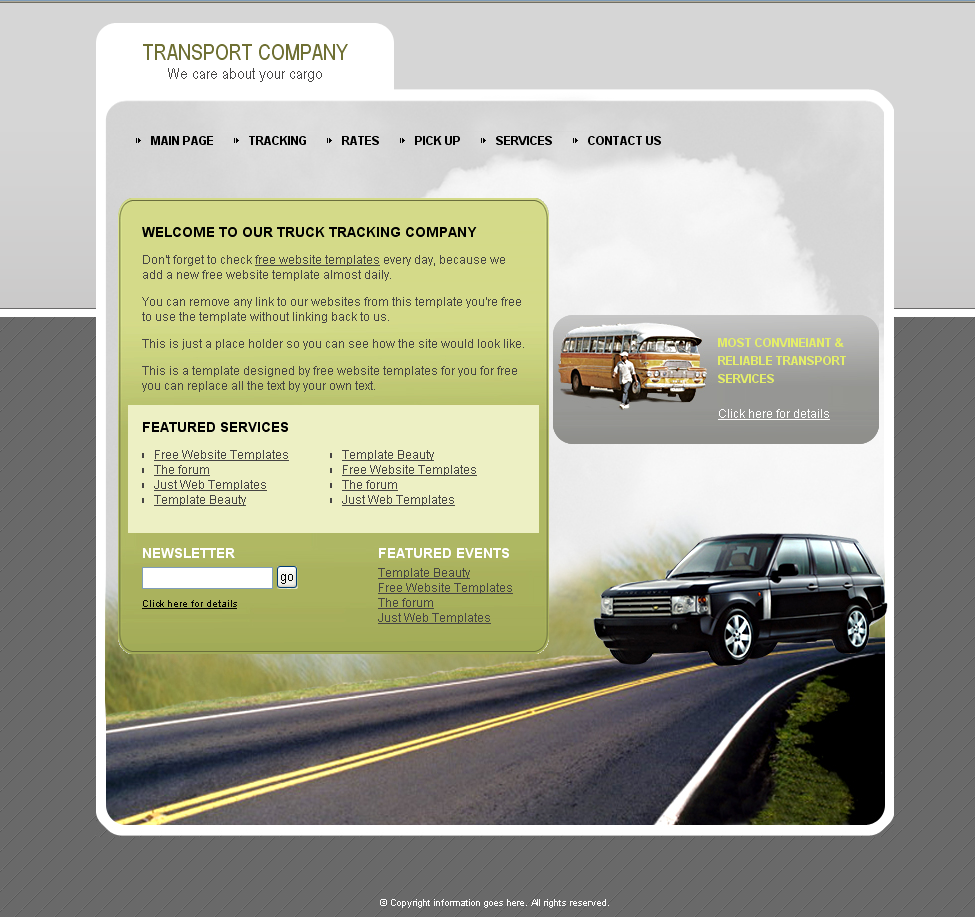 TRANSPORT COMPANY
We care about your cargo
MAIN PAGE TRACKING RATES PICK UP SERVICES CONTACT US
WELCOME TO OUR TRUCK TRACKING COMPANY
Don't forget to check free website templates every day, because we
add a new free website template almost daily.
You can remove any link to our websites from this template you're free
to use the template without linking back to us.
This is just a place holder so you can see how the site would look like.
This is a template designed by free website templates for you for free
you can replace all the text by your own text.
MOST CONVINEIANT &
RELIABLE TRANSPORT
SERVICES
Click here for details
FEATURED SERVICES
Free Website Templates
The forum
Just Web Templates
Template Beauty
Template Beauty
Free Website Templates
The forum
Just Web Templates
NEWSLETTER
go
Click here for details
FEATURED EVENTS
Template Beauty
Free Website Templates
The forum
Just Web Templates
© Copyright information goes here. All rights reserved.